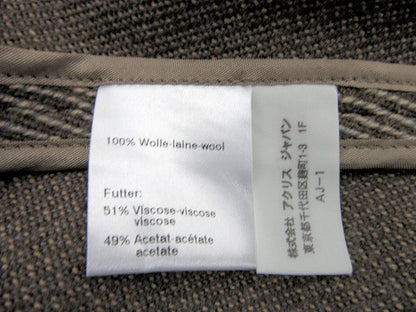 100% Wolle-laine-wool
Futter:
51% Viscose-viscose
viscose
49% Acetat-acétate
acetate
株式会社 アクリス ジャパン
東京都千代田区麹町1-3 1F
AJ-1